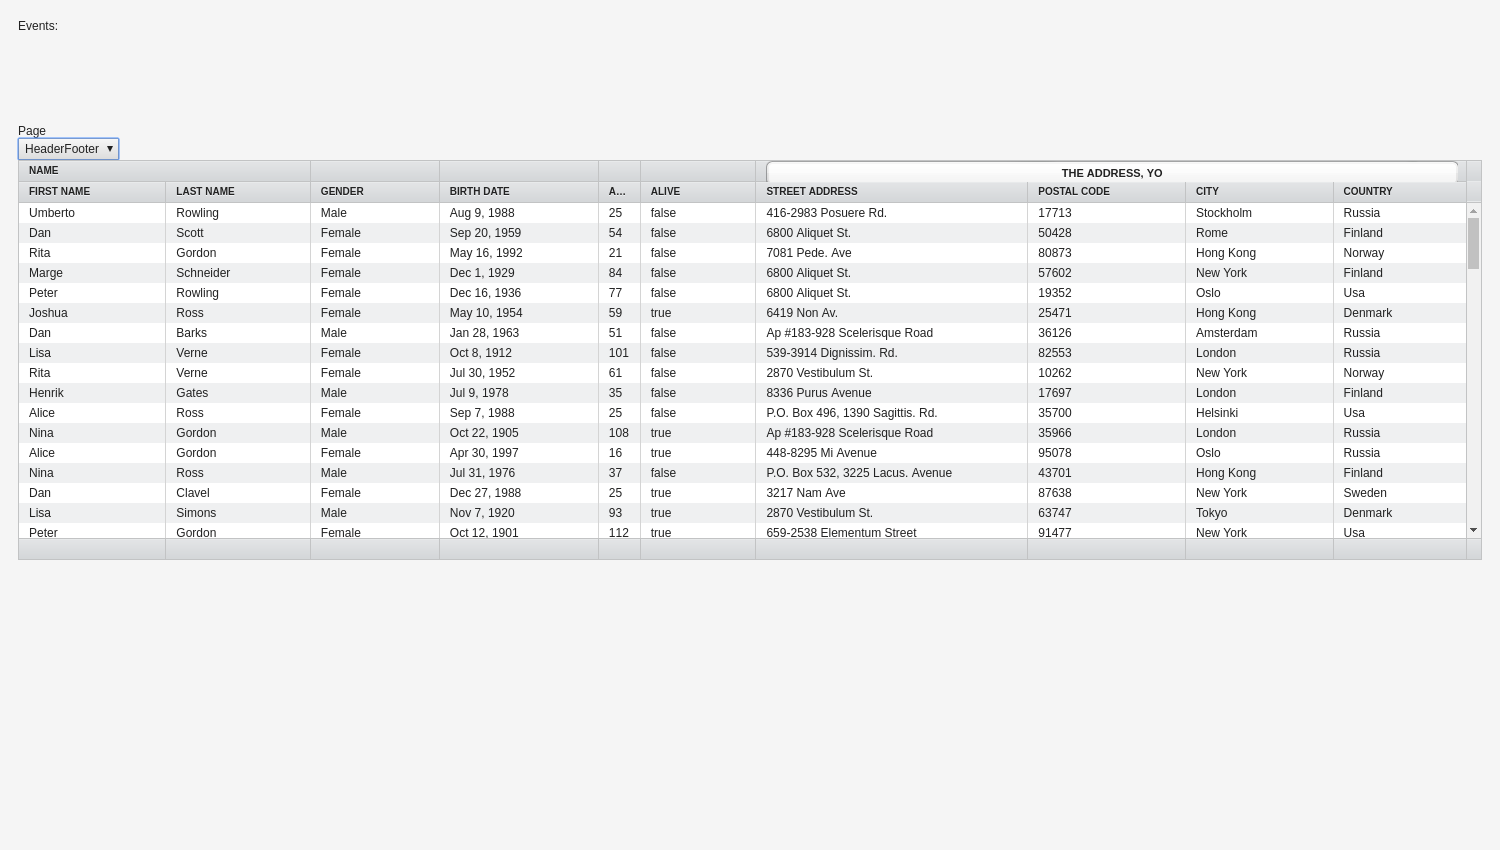 Events:
Page
HeaderFooter ▼
NAME THE ADDRESS, YO
FIRST NAME LAST NAME GENDER BIRTH DATE A… ALIVE STREET ADDRESS POSTAL CODE CITY COUNTRY
Umberto Rowling Male Aug 9, 1988 25 false 416-2983 Posuere Rd. 17713 Stockholm Russia
Dan Scott Female Sep 20, 1959 54 false 6800 Aliquet St. 50428 Rome Finland
Rita Gordon Female May 16, 1992 21 false 7081 Pede. Ave 80873 Hong Kong Norway
Marge Schneider Female Dec 1, 1929 84 false 6800 Aliquet St. 57602 New York Finland
Peter Rowling Female Dec 16, 1936 77 false 6800 Aliquet St. 19352 Oslo Usa
Joshua Ross Female May 10, 1954 59 true 6419 Non Av. 25471 Hong Kong Denmark
Dan Barks Male Jan 28, 1963 51 false Ap #183-928 Scelerisque Road 36126 Amsterdam Russia
Lisa Verne Female Oct 8, 1912 101 false 539-3914 Dignissim. Rd. 82553 London Russia
Rita Verne Female Jul 30, 1952 61 false 2870 Vestibulum St. 10262 New York Norway
Henrik Gates Male Jul 9, 1978 35 false 8336 Purus Avenue 17697 London Finland
Alice Ross Female Sep 7, 1988 25 false P.O. Box 496, 1390 Sagittis. Rd. 35700 Helsinki Usa
Nina Gordon Male Oct 22, 1905 108 true Ap #183-928 Scelerisque Road 35966 London Russia
Alice Gordon Female Apr 30, 1997 16 true 448-8295 Mi Avenue 95078 Oslo Russia
Nina Ross Male Jul 31, 1976 37 false P.O. Box 532, 3225 Lacus. Avenue 43701 Hong Kong Finland
Dan Clavel Female Dec 27, 1988 25 true 3217 Nam Ave 87638 New York Sweden
Lisa Simons Male Nov 7, 1920 93 true 2870 Vestibulum St. 63747 Tokyo Denmark
Peter Gordon Female Oct 12, 1901 112 true 659-2538 Elementum Street 91477 New York Usa